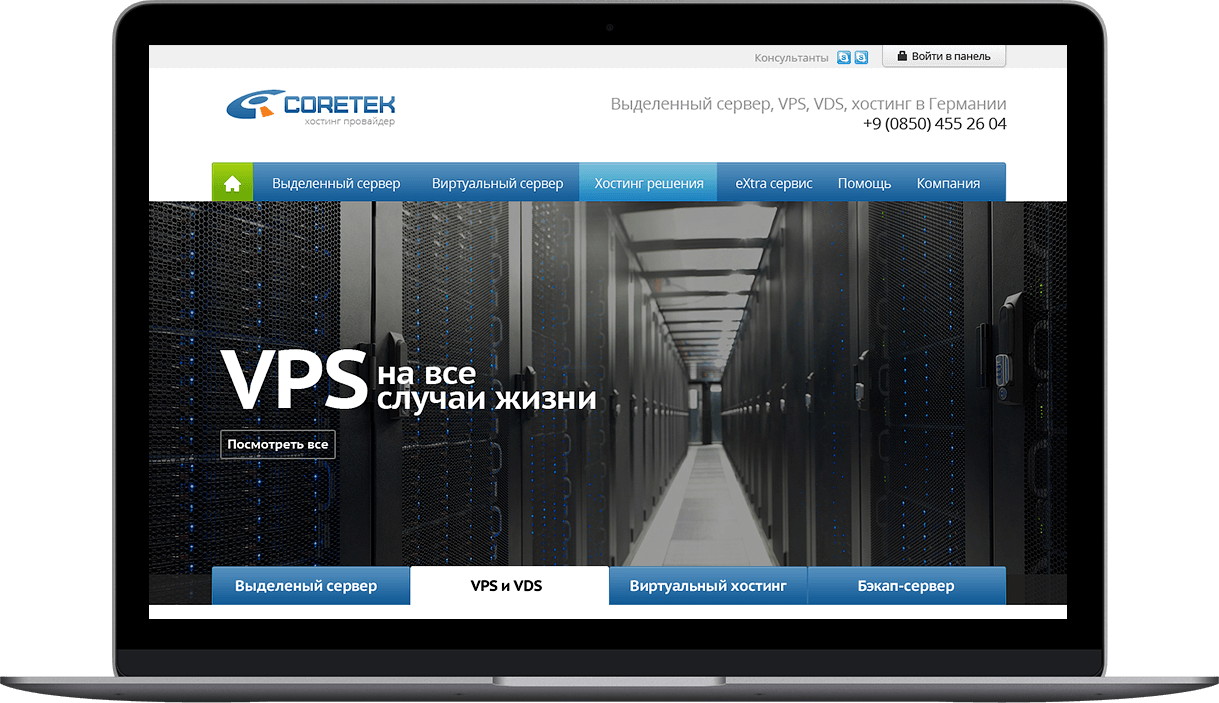 Консультанты
Войти в панель
CORETEK
хостинг провайдер
Выделенный сервер, VPS, VDS, хостинг в Германии
+9 (0850) 455 26 04
Выделенный сервер Виртуальный сервер Хостинг решения eXtra сервис Помощь Компания
VPS на все
случаи жизни
Посмотреть все
Выделеный сервер VPS и VDS Виртуальный хостинг Бэкап-сервер